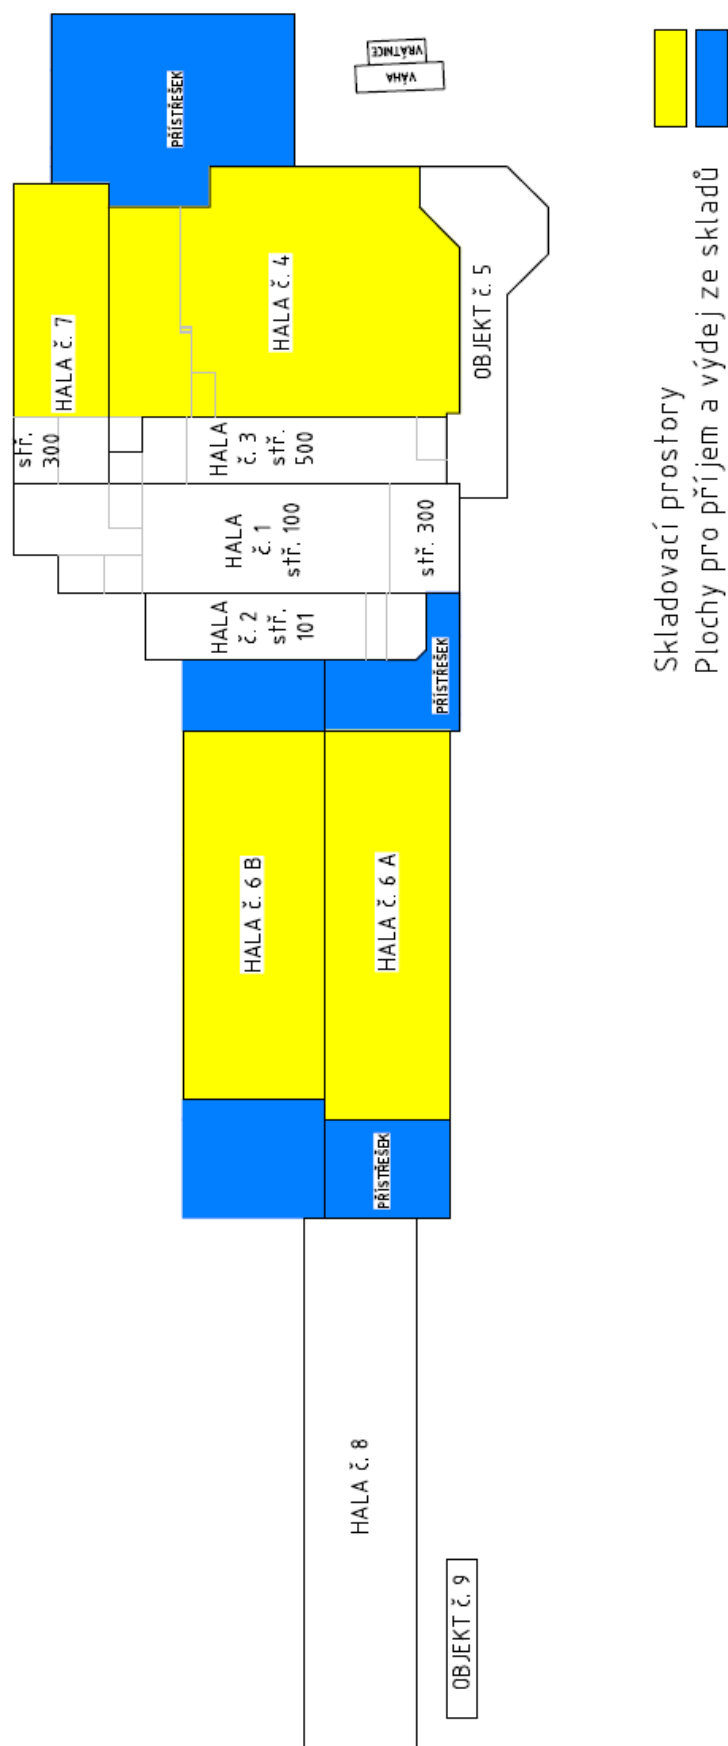 VRÁTNICE
VÁHA
PŘÍSTŘEŠEK
HALA č. 7
HALA č. 4
OBJEKT č. 5
stř.
300
HALA
č. 3
stř.
500
HALA
č. 1
stř. 100
stř. 300
HALA
č. 2
stř.
101
PŘÍSTŘEŠEK
HALA č. 6 B
HALA č. 6 A
PŘÍSTŘEŠEK
HALA č. 8
OBJEKT č. 9
Skladovací prostory
Plochy pro příjem a výdej ze skladů